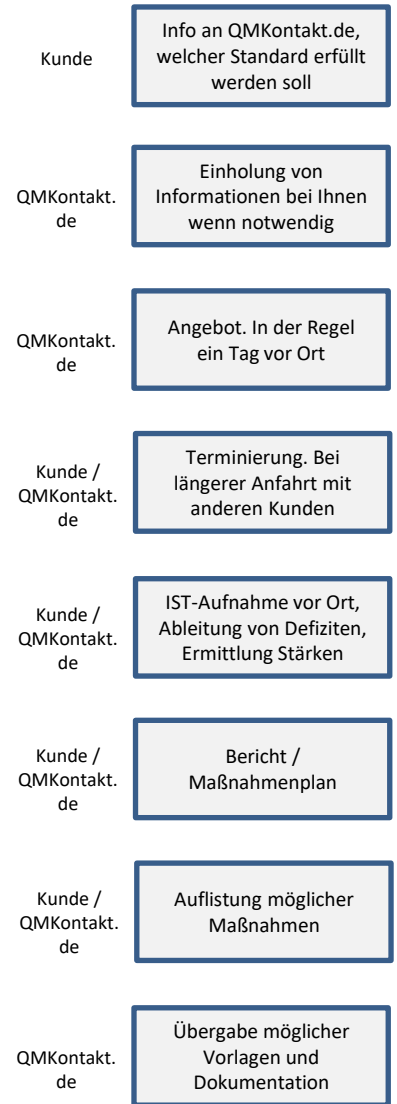 Kunde
Info an QMKontakt.de,
welcher Standard erfüllt
werden soll
QMKontakt.
de
Einholung von
Informationen bei Ihnen
wenn notwendig
QMKontakt.
de
Angebot. In der Regel
ein Tag vor Ort
Kunde /
QMKontakt.
de
Terminierung. Bei
längerer Anfahrt mit
anderen Kunden
Kunde /
QMKontakt.
de
IST-Aufnahme vor Ort,
Ableitung von Defiziten,
Ermittlung Stärken
Kunde /
QMKontakt.
de
Bericht /
Maßnahmenplan
Kunde /
QMKontakt.
de
Auflistung möglicher
Maßnahmen
QMKontakt.
de
Übergabe möglicher
Vorlagen und
Dokumentation